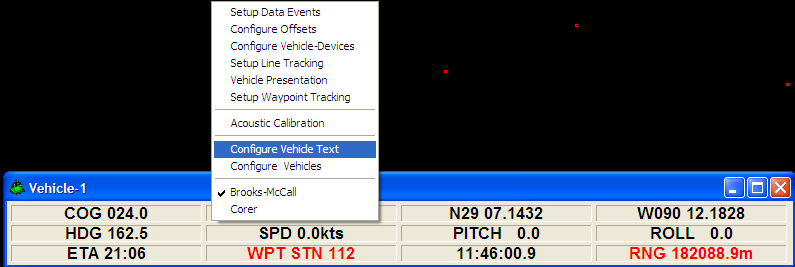 Setup Data Events
Configure Offsets
Configure Vehicle-Devices
Setup Line Tracking
Vehicle Presentation
Setup Waypoint Tracking
Acoustic Calibration
Configure Vehicle Text
Configure Vehicles
Brooks-McCall
Corer
Vehicle-1
COG 024.0 N29 07.1432 W090 12.1828
HDG 162.5 SPD 0.0kts PITCH 0.0 ROLL 0.0
ETA 21:06 WPT STN 112 11:46:00.9 RNG 182088.9m